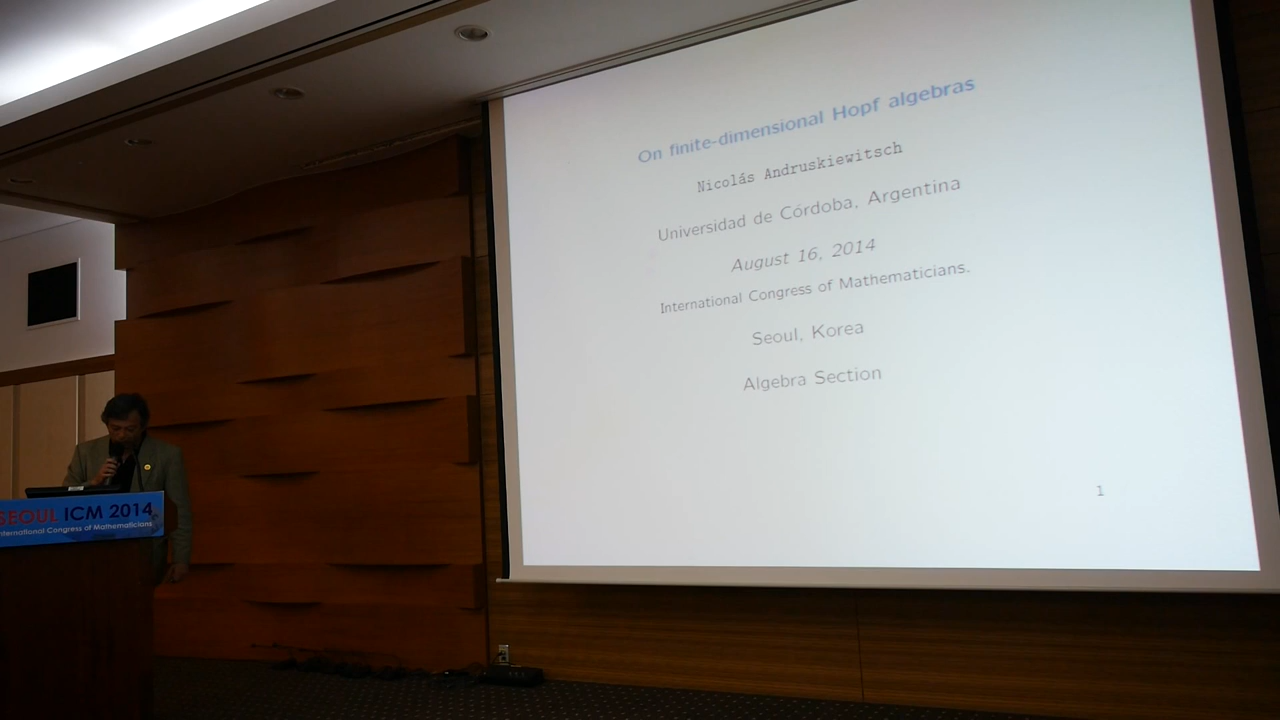 On finite-dimensional Hopf algebras
Nicolás Andruskiewitsch
Universidad de Córdoba, Argentina
August 16, 2014
International Congress of Mathematicians,
Seoul, Korea
Algebra Section
1
SEOUL ICM 2014
International Congress of Mathematicians